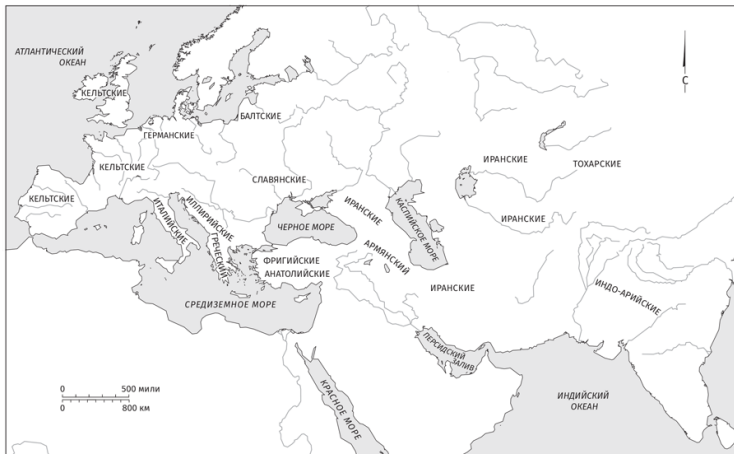 АТЛАНТИЧЕСКИЙ
ОКЕАН
С
КЕЛЬТСКИЕ
БАЛТСКИЕ
ГЕРМАНСКИЕ
КЕЛЬТСКИЕ
ИРАНСКИЕ
ТОХАРСКИЕ
СЛАВЯНСКИЕ
КЕЛЬТСКИЕ
ИТАЛИЙСКИЕ
ИЛЛИРИЙСКИЕ
ГРЕЧЕСКИЙ
ЧЕРНОЕ МОРЕ
ИРАНСКИЕ
КАСПИЙСКОЕ МОРЕ
ИРАНСКИЕ
ФРИГИЙСКИЕ
АНАТОЛИЙСКИЕ
АРМЯНСКИЙ
ИРАНСКИЕ
ИНДО-АРИЙСКИЕ
СРЕДИЗЕМНОЕ МОРЕ
ПЕРСИДСКИЙ
ЗАЛИВ
КРАСНОЕ МОРЕ
ИНДИЙСКИЙ
ОКЕАН
0 500 мили
0 800 км